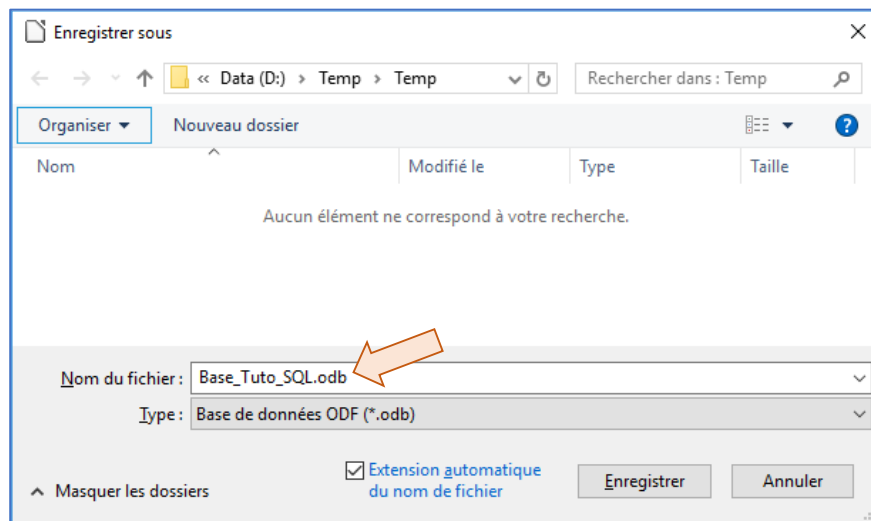 Enregistrer sous
« Data (D:) › Temp › Temp
Rechercher dans : Temp
Organiser
Nouveau dossier
?
Nom
Modifié le
Type
Taille
Aucun élément ne correspond à votre recherche.
Nom du fichier : Base_Tuto_SQL.odb
Type : Base de données ODF (*.odb)
Extension automatique
du nom de fichier
Enregistrer
Annuler
Masquer les dossiers